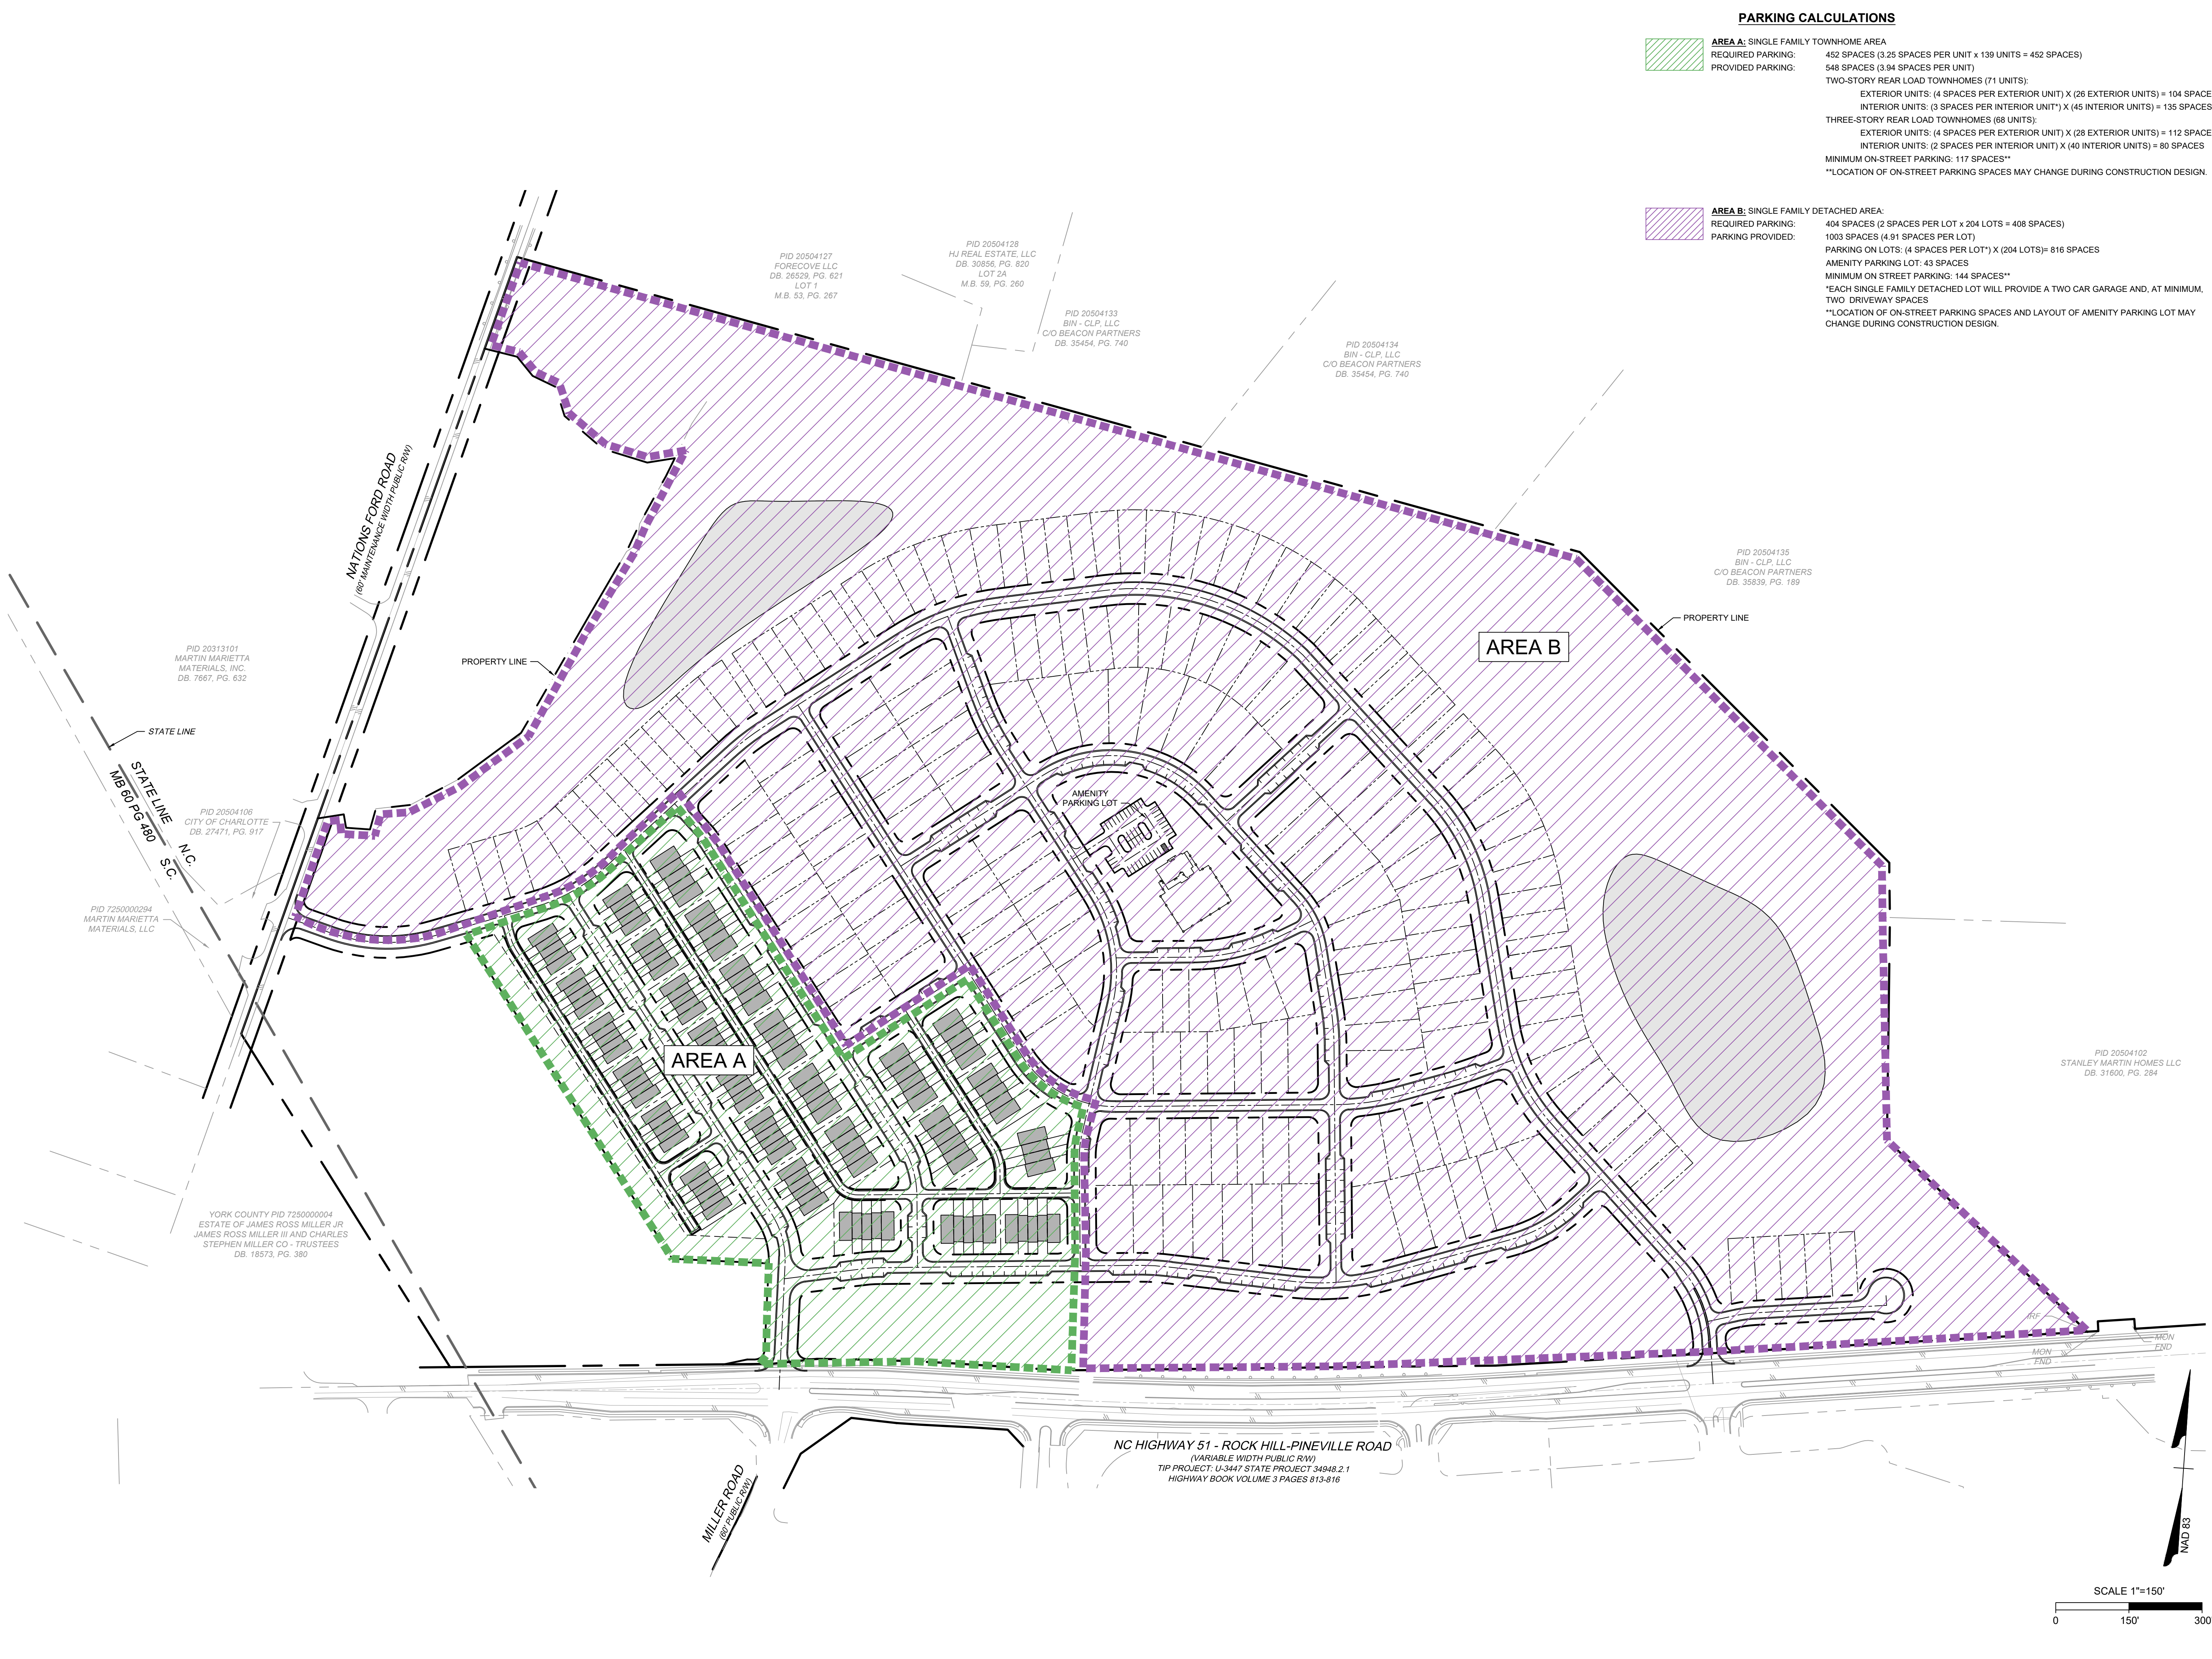 PARKING CALCULATIONS
AREA A: SINGLE FAMILY TOWNHOME AREA
REQUIRED PARKING: 452 SPACES (3.25 SPACES PER UNIT x 139 UNITS = 452 SPACES)
PROVIDED PARKING: 548 SPACES (3.94 SPACES PER UNIT)
TWO-STORY REAR LOAD TOWNHOMES (71 UNITS):
EXTERIOR UNITS: (4 SPACES PER EXTERIOR UNIT) X (26 EXTERIOR UNITS) = 104 SPACE
INTERIOR UNITS: (3 SPACES PER INTERIOR UNIT*) X (45 INTERIOR UNITS) = 135 SPACES
THREE-STORY REAR LOAD TOWNHOMES (68 UNITS):
EXTERIOR UNITS: (4 SPACES PER EXTERIOR UNIT) X (28 EXTERIOR UNITS) = 112 SPACE
INTERIOR UNITS: (2 SPACES PER INTERIOR UNIT) X (40 INTERIOR UNITS) = 80 SPACES
MINIMUM ON-STREET PARKING: 117 SPACES**
**LOCATION OF ON-STREET PARKING SPACES MAY CHANGE DURING CONSTRUCTION DESIGN.
AREA B: SINGLE FAMILY DETACHED AREA:
REQUIRED PARKING: 404 SPACES (2 SPACES PER LOT x 204 LOTS = 408 SPACES)
PARKING PROVIDED: 1003 SPACES (4.91 SPACES PER LOT)
PARKING ON LOTS: (4 SPACES PER LOT*) X (204 LOTS)= 816 SPACES
AMENITY PARKING LOT: 43 SPACES
MINIMUM ON STREET PARKING: 144 SPACES**
*EACH SINGLE FAMILY DETACHED LOT WILL PROVIDE A TWO CAR GARAGE AND, AT MINIMUM,
TWO DRIVEWAY SPACES
**LOCATION OF ON-STREET PARKING SPACES AND LAYOUT OF AMENITY PARKING LOT MAY
CHANGE DURING CONSTRUCTION DESIGN.
PID 20504127
FORECOVE LLC
DB. 26529, PG. 621
LOT 1
M.B. 53, PG. 267
PID 20504128
HJ REAL ESTATE, LLC
DB. 30856, PG. 820
LOT 2A
M.B. 59, PG. 260
PID 20504133
BIN - CLP, LLC
C/O BEACON PARTNERS
DB. 35454, PG. 740
PID 20504134
BIN - CLP, LLC
C/O BEACON PARTNERS
DB. 35454, PG. 740
PID 20504135
BIN - CLP, LLC
C/O BEACON PARTNERS
DB. 35839, PG. 189
NATIONS FORD ROAD
(60' MAINTENANCE WIDTH PUBLIC R/W)
PROPERTY LINE
AREA B
PROPERTY LINE
PID 20313101
MARTIN MARIETTA
MATERIALS, INC.
DB. 7667, PG. 632
STATE LINE
STATE LINE
MB 60 PG 480
N.C.
S.C.
PID 20504106
CITY OF CHARLOTTE
DB. 27471, PG. 917
AMENITY
PARKING LOT
PID 7250000294
MARTIN MARIETTA
MATERIALS, LLC
AREA A
PID 20504102
STANLEY MARTIN HOMES LLC
DB. 31600, PG. 284
YORK COUNTY PID 7250000004
ESTATE OF JAMES ROSS MILLER JR
JAMES ROSS MILLER III AND CHARLES
STEPHEN MILLER CO - TRUSTEES
DB. 18573, PG. 380
IRF
MON
FND
MON
FND
NC HIGHWAY 51 - ROCK HILL-PINEVILLE ROAD
(VARIABLE WIDTH PUBLIC R/W)
TIP PROJECT: U-3447 STATE PROJECT 34948.2.1
HIGHWAY BOOK VOLUME 3 PAGES 813-816
MILLER ROAD
(60' PUBLIC R/W)
NAD 83
SCALE 1"=150'
0 150' 300